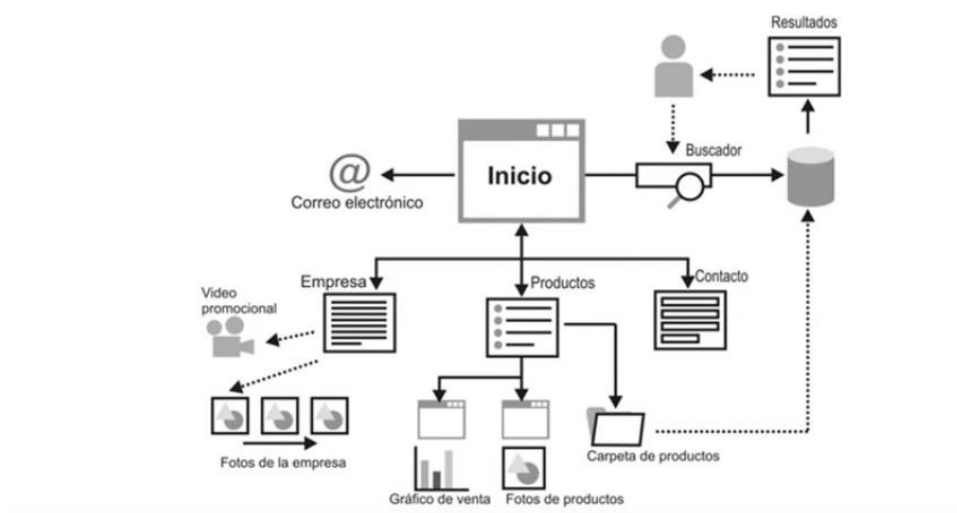 Resultados
Buscador
Inicio
@
Correo electrónico
Empresa
Productos
Contacto
Video
promocional
Fotos de la empresa
Carpeta de productos
Gráfico de venta
Fotos de productos